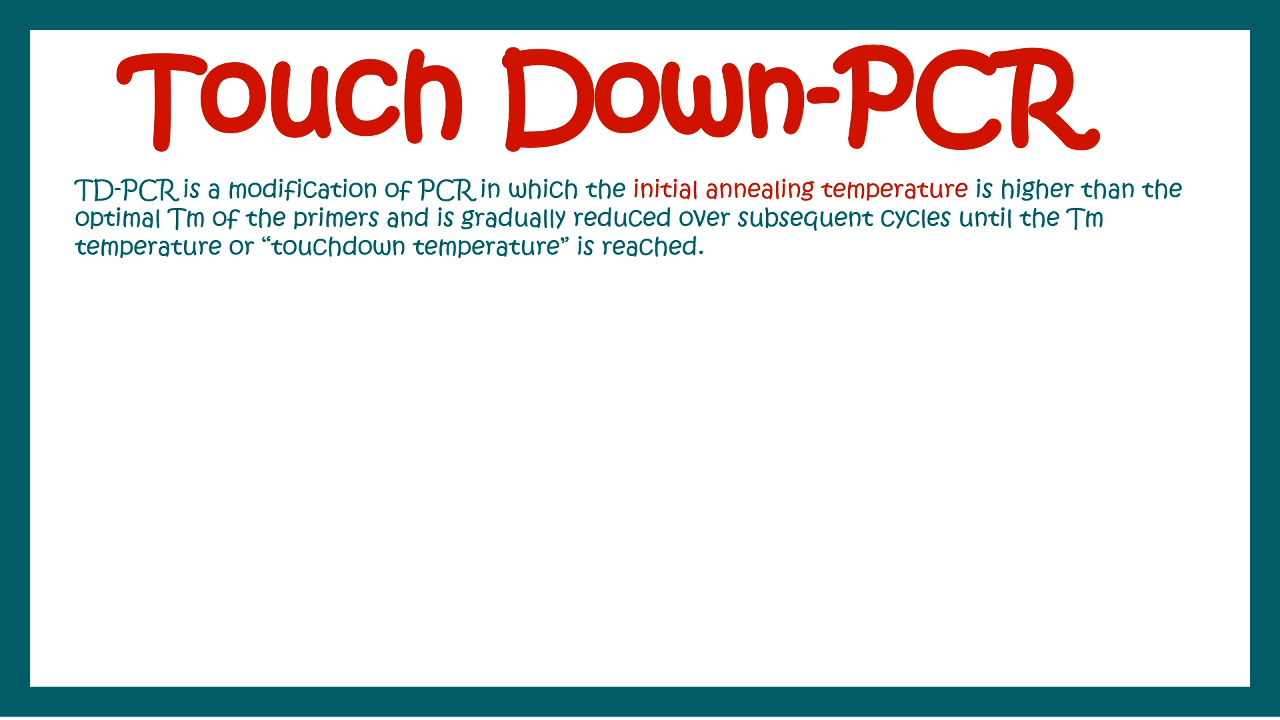 Touch Down-PCR
TD-PCR is a modification of PCR in which the initial annealing temperature is higher than the
optimal Tm of the primers and is gradually reduced over subsequent cycles until the Tm
temperature or “touchdown temperature” is reached.